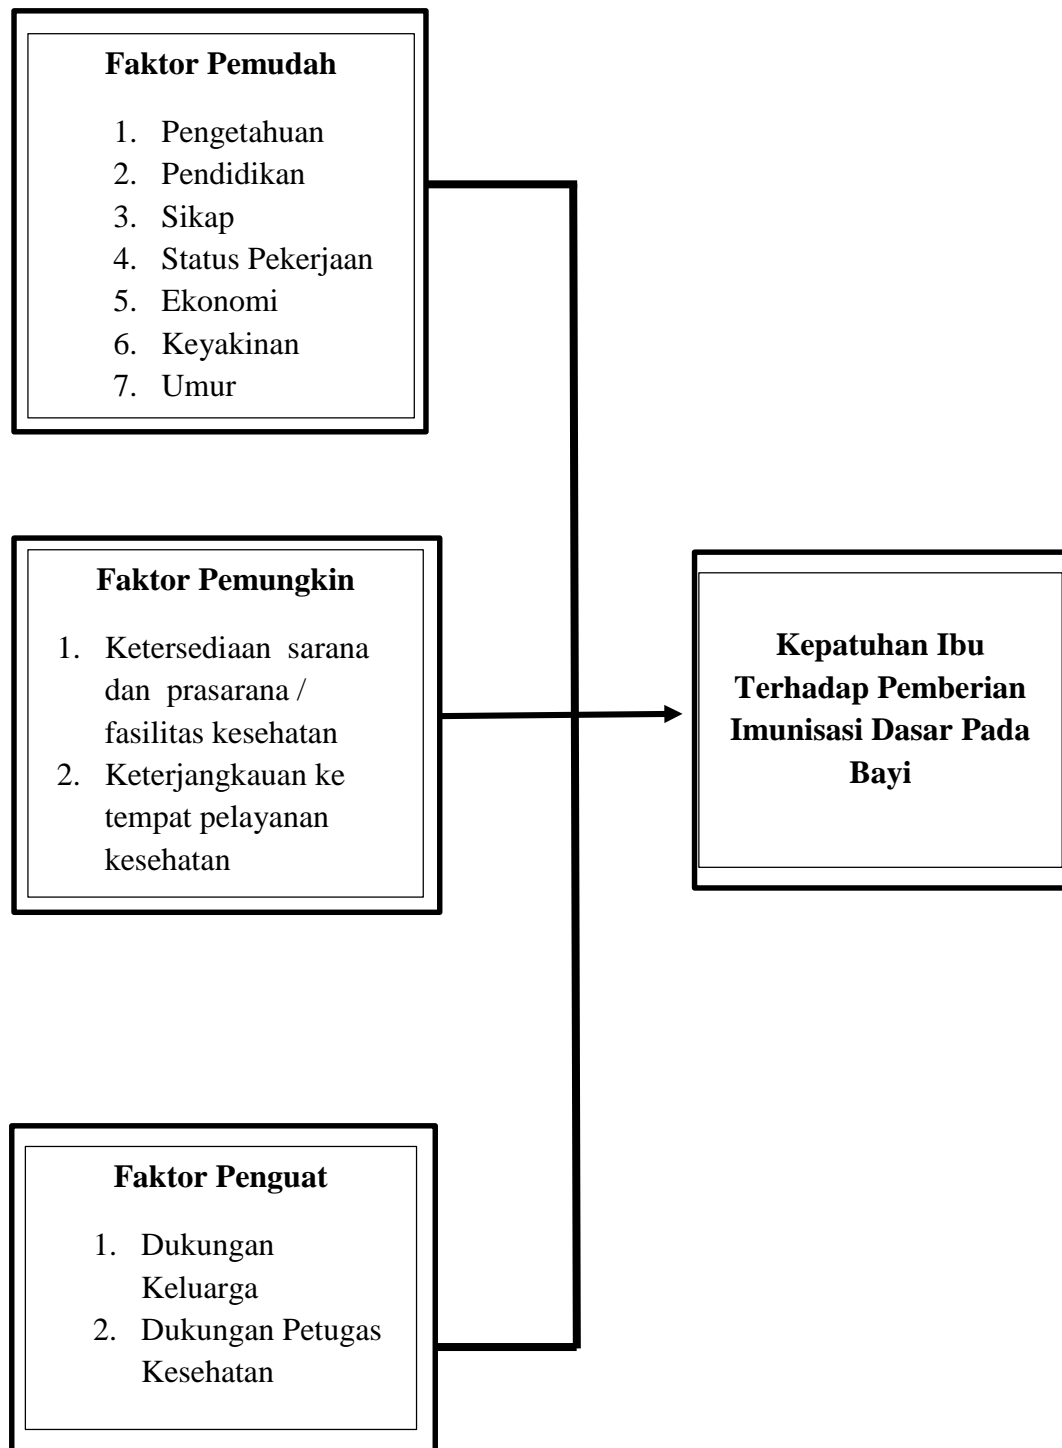 Faktor Pemudah
1. Pengetahuan
2. Pendidikan
3. Sikap
4. Status Pekerjaan
5. Ekonomi
6. Keyakinan
7. Umur
Faktor Pemungkin
1. Ketersediaan sarana
dan prasarana /
fasilitas kesehatan
2. Keterjangkauan ke
tempat pelayanan
kesehatan
Kepatuhan Ibu
Terhadap Pemberian
Imunisasi Dasar Pada
Bayi
Faktor Penguat
1. Dukungan
Keluarga
2. Dukungan Petugas
Kesehatan